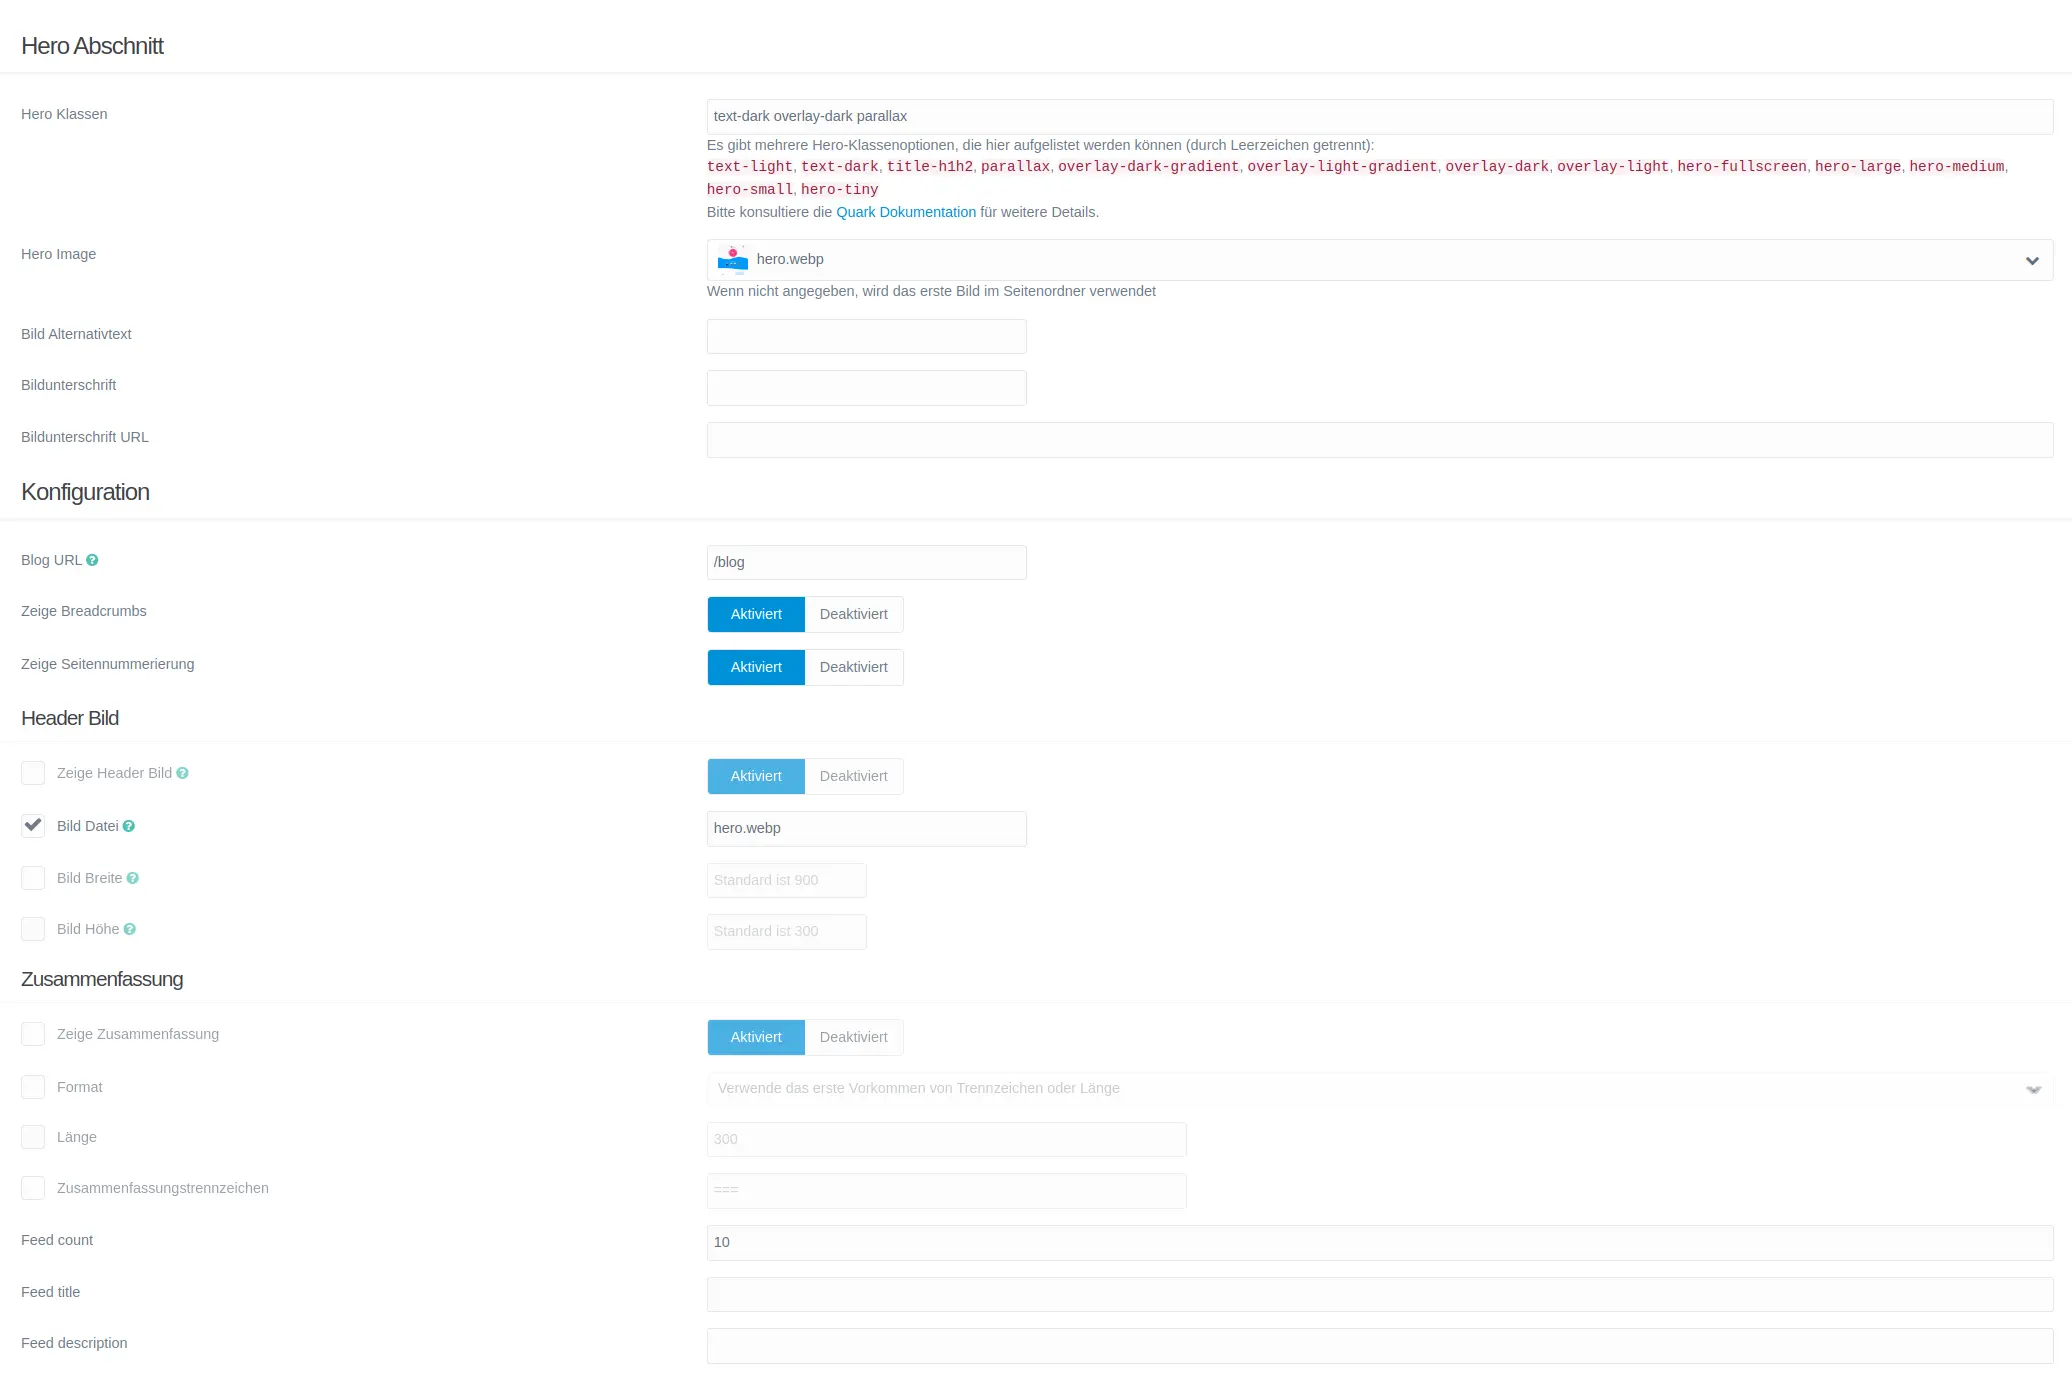 Hero Abschnitt
Hero Klassen
text-dark overlay-dark parallax
Es gibt mehrere Hero-Klassenoptionen, die hier aufgelistet werden können (durch Leerzeichen getrennt):
text-light, text-dark, title-h1h2, parallax, overlay-dark-gradient, overlay-light-gradient, overlay-dark, overlay-light, hero-fullscreen, hero-large, hero-medium,
hero-small, hero-tiny
Bitte konsultiere die Quark Dokumentation für weitere Details.
Hero Image
hero.webp
Wenn nicht angegeben, wird das erste Bild im Seitenordner verwendet
Bild Alternativtext
Bildunterschrift
Bildunterschrift URL
Konfiguration
Blog URL ?
/blog
Zeige Breadcrumbs
Aktiviert Deaktiviert
Zeige Seitennummerierung
Aktiviert Deaktiviert
Header Bild
Zeige Header Bild ?
Aktiviert Deaktiviert
Bild Datei ?
hero.webp
Bild Breite ?
Standard ist 900
Bild Höhe ?
Standard ist 300
Zusammenfassung
Zeige Zusammenfassung
Aktiviert Deaktiviert
Format
Verwende das erste Vorkommen von Trennzeichen oder Länge
Länge
300
Zusammenfassungstrennzeichen
===
Feed count
10
Feed title
Feed description